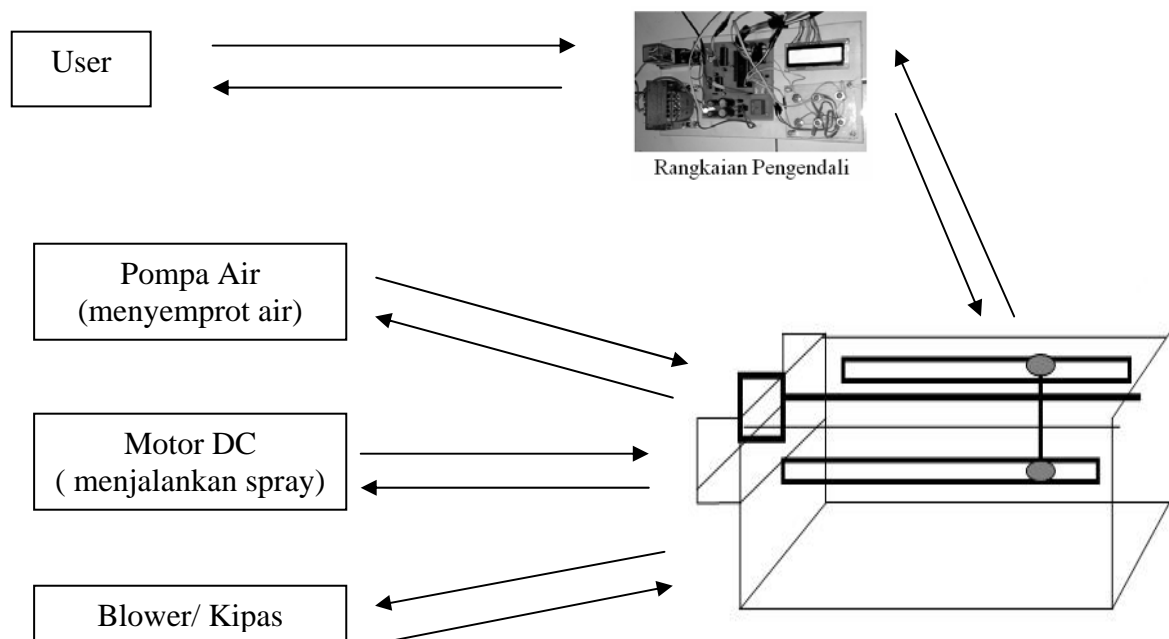 User
Rangkaian Pengendali
Pompa Air
(menyemprot air)
Motor DC
( menjalankan spray)
Blower/ Kipas